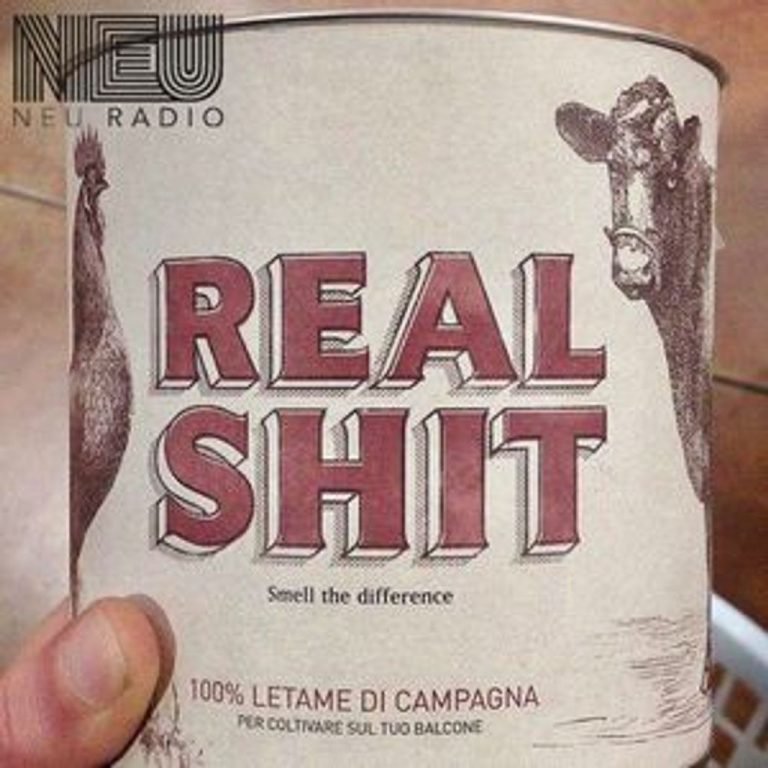 NEU
NEU RADIO
REAL
SHIT
Smell the difference
100% LETAME DI CAMPAGNA
PER COLTIVARE SUL TUO BALCONE